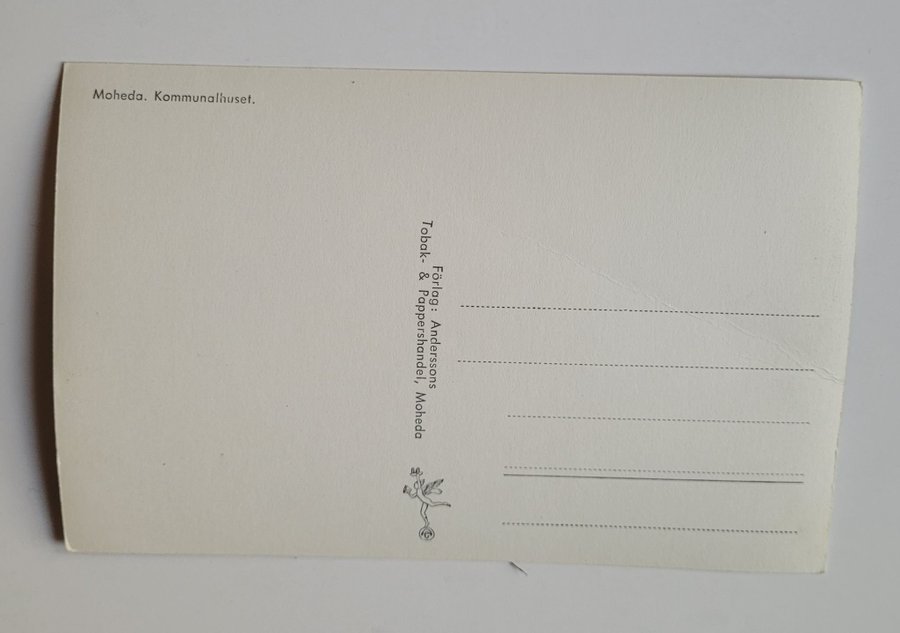 Moheda. Kommunalhuset.
Förlag: Anderssons
Tobak- & Pappershandel, Moheda